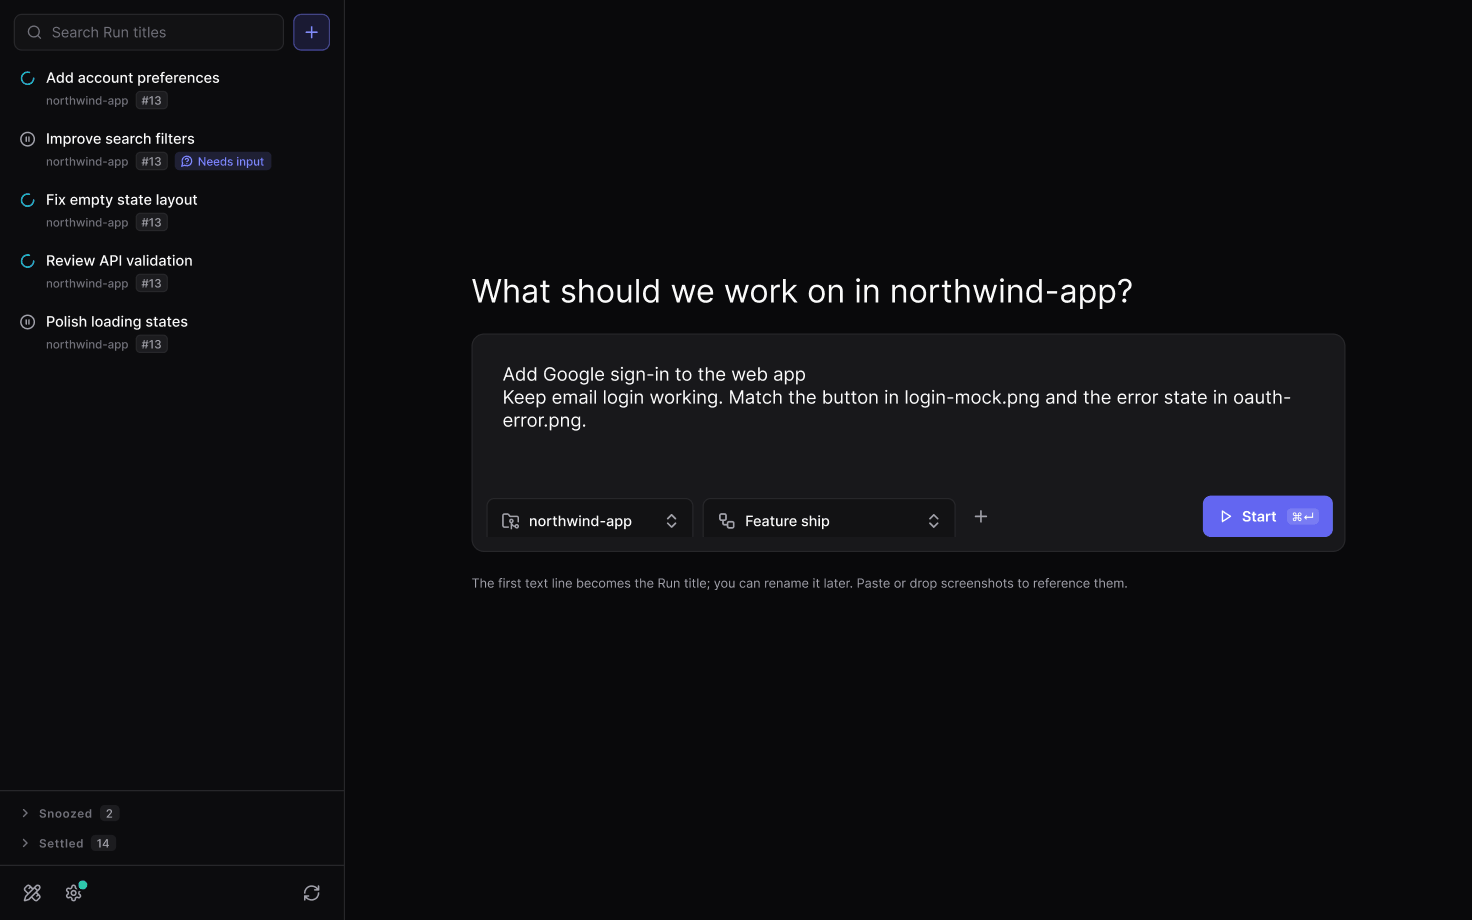 Search Run titles
Add account preferences
northwind-app #13
Improve search filters
northwind-app #13 Needs input
Fix empty state layout
northwind-app #13
Review API validation
northwind-app #13
Polish loading states
northwind-app #13
Snoozed 2
Settled 14
What should we work on in northwind-app?
Add Google sign-in to the web app
Keep email login working. Match the button in login-mock.png and the error state in oauth-
error.png.
northwind-app Feature ship Start ⌘↵
The first text line becomes the Run title; you can rename it later. Paste or drop screenshots to reference them.